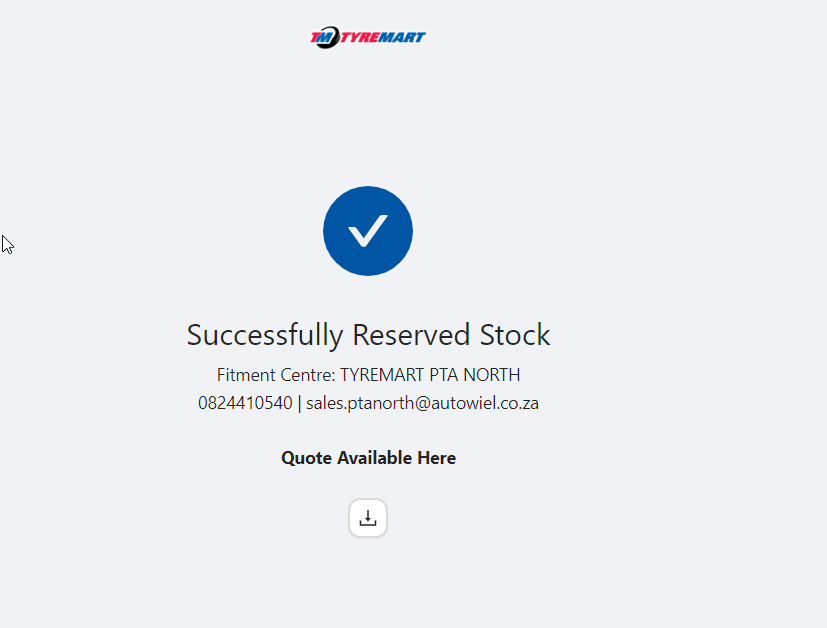 TM TYREMART
Successfully Reserved Stock
Fitment Centre: TYREMART PTA NORTH
0824410540 | sales.ptanorth@autowiel.co.za
Quote Available Here